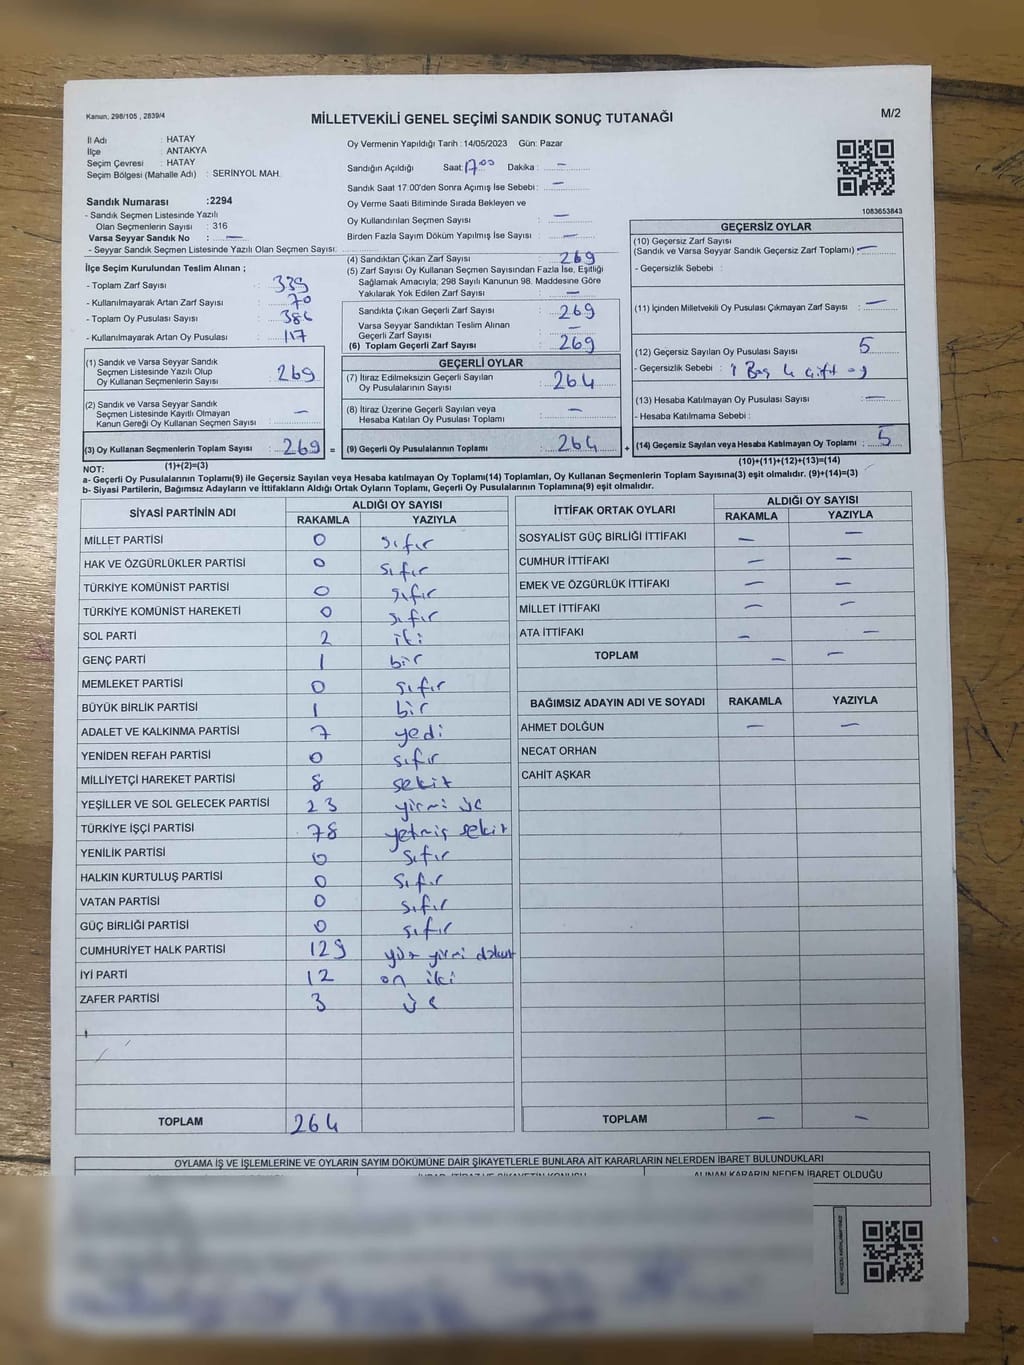 Kanun, 298/105 , 2839/4
MİLLETVEKİLİ GENEL SEÇİMİ SANDIK SONUÇ TUTANAĞI
M/2
İl Adı : HATAY
İlçe : ANTAKYA
Seçim Çevresi : HATAY
Seçim Bölgesi (Mahalle Adı) : SERİNYOL MAH.
Sandık Numarası :2294
- Sandık Seçmen Listesinde Yazılı
Olan Seçmenlerin Sayısı : 316
Varsa Seyyar Sandık No : —
- Seyyar Sandık Seçmen Listesinde Yazılı Olan Seçmen Sayısı:
İlçe Seçim Kurulundan Teslim Alınan ;
- Toplam Zarf Sayısı : 339
- Kullanılmayarak Artan Zarf Sayısı : 70
- Toplam Oy Pusulası Sayısı : 386
- Kullanılmayarak Artan Oy Pusulası : 117
(1) Sandık ve Varsa Seyyar Sandık
Seçmen Listesinde Yazılı Olup
Oy Kullanan Seçmenlerin Sayısı : 269
(2) Varsa Seyyar ve Sandık
Seçmen Listesinde Kayıtlı Olmayan
Kanun Gereği Oy Kullanan Seçmen Sayısı : —
(3) Oy Kullanan Seçmenlerin Toplam Sayısı : 269 =
(1)+(2)=(3)
Oy Vermenin Yapıldığı Tarih : 14/05/2023 Gün: Pazar
Sandığın Açıldığı Saat: 17.00 Dakika : —
Sandık Saat 17:00'den Sonra Açımış İse Sebebi : —
Oy Verme Saati Bitiminde Sırada Bekleyen ve
Oy Kullandırılan Seçmen Sayısı : —
Birden Fazla Sayım Döküm Yapılmış İse Sayısı : —
(4) Sandıktan Çıkan Zarf Sayısı : 269
(5) Zarf Sayısı Oy Kullanan Seçmen Sayısından Fazla İse, Eşitliği
Sağlamak Amacıyla; 298 Sayılı Kanunun 98. Maddesine Göre
Yakılarak Yok Edilen Zarf Sayısı : —
Sandıkta Çıkan Geçerli Zarf Sayısı : 269
Varsa Seyyar Sandıktan Teslim Alınan
Geçerli Zarf Sayısı : —
(6) Toplam Geçerli Zarf Sayısı : 269
GEÇERLİ OYLAR
(7) İtiraz Edilmeksizin Geçerli Sayılan
Oy Pusulalarının Sayısı : 264
(8) İtiraz Üzerine Geçerli Sayılan veya
Hesaba Katılan Oy Pusulası Toplamı : —
(9) Geçerli Oy Pusulalarının Toplamı : 264 +
1083653843
GEÇERSİZ OYLAR
(10) Geçersiz Zarf Sayısı
(Sandık ve Varsa Seyyar Sandık Geçersiz Zarf Toplamı) : —
- Geçersizlik Sebebi :
(11) İçinden Milletvekili Oy Pusulası Çıkmayan Zarf Sayısı : —
(12) Geçersiz Sayılan Oy Pusulası Sayısı : 5
- Geçersizlik Sebebi : 1 Boş 4 çift oy
(13) Hesaba Katılmayan Oy Pusulası Sayısı : —
- Hesaba Katılmama Sebebi :
(14) Geçersiz Sayılan veya Hesaba Katılmayan Oy Toplamı : 5
(10)+(11)+(12)+(13)=(14)
NOT:
a- Geçerli Oy Pusulalarının Toplamı(9) ile Geçersiz Sayılan veya Hesaba katılmayan Oy Toplamı(14) Toplamları, Oy Kullanan Seçmenlerin Toplam Sayısına(3) eşit olmalıdır. (9)+(14)=(3)
b- Siyasi Partilerin, Bağımsız Adayların ve İttifakların Aldığı Ortak Oyların Toplamı, Geçerli Oy Pusulalarının Toplamına(9) eşit olmalıdır.
SİYASİ PARTİNİN ADI ALDIĞI OY SAYISI
RAKAMLA YAZIYLA
MİLLET PARTİSİ 0 sıfır
HAK VE ÖZGÜRLÜKLER PARTİSİ 0 sıfır
TÜRKİYE KOMÜNİST PARTİSİ 0 sıfır
TÜRKİYE KOMÜNİST HAREKETİ 0 sıfır
SOL PARTİ 2 iki
GENÇ PARTİ 1 bir
MEMLEKET PARTİSİ 0 sıfır
BÜYÜK BİRLİK PARTİSİ 1 bir
ADALET VE KALKINMA PARTİSİ 7 yedi
YENİDEN REFAH PARTİSİ 0 sıfır
MİLLİYETÇİ HAREKET PARTİSİ 8 sekiz
YEŞİLLER VE SOL GELECEK PARTİSİ 23 yirmi üç
TÜRKİYE İŞÇİ PARTİSİ 78 yetmiş sekiz
YENİLİK PARTİSİ 0 sıfır
HALKIN KURTULUŞ PARTİSİ 0 sıfır
VATAN PARTİSİ 0 sıfır
GÜÇ BİRLİĞİ PARTİSİ 0 sıfır
CUMHURİYET HALK PARTİSİ 129 yüz yirmi dokuz
İYİ PARTİ 12 on iki
ZAFER PARTİSİ 3 üç
TOPLAM 264
İTTİFAK ORTAK OYLARI ALDIĞI OY SAYISI
RAKAMLA YAZIYLA
SOSYALİST GÜÇ BİRLİĞİ İTTİFAKI — —
CUMHUR İTTİFAKI — —
EMEK VE ÖZGÜRLÜK İTTİFAKI — —
MİLLET İTTİFAKI — —
ATA İTTİFAKI — —
TOPLAM — —
BAĞIMSIZ ADAYIN ADI VE SOYADI RAKAMLA YAZIYLA
AHMET DOLĞUN — —
NECAT ORHAN
CAHİT AŞKAR
TOPLAM — —
OYLAMA İŞ VE İŞLEMLERİNE VE OYLARIN SAYIM DÖKÜMÜNE DAİR ŞİKAYETLERLE BUNLARA AİT KARARLARIN NELERDEN İBARET BULUNDUKLARI
ALINAN KARARIN NEDEN İBARET OLDUĞU